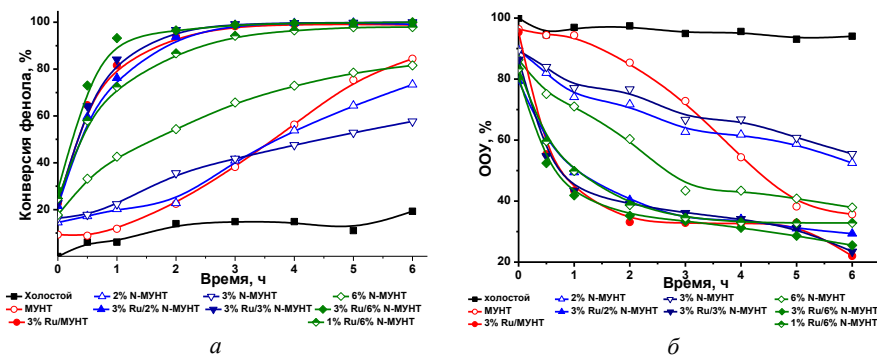 Конверсия фенола, %
100
80
60
40
20
0 1 2 3 4 5 6
Время, ч
Холостой 2% N-МУНТ 3% N-МУНТ 6% N-МУНТ
МУНТ 3% Ru/2% N-МУНТ 3% Ru/3% N-МУНТ 3% Ru/6% N-МУНТ
3% Ru/МУНТ 1% Ru/6% N-МУНТ
а
ООУ, %
100
80
60
40
20
0 1 2 3 4 5 6
Время, ч
холостой 2% N-МУНТ 3% N-МУНТ 6% N-МУНТ
МУНТ 3% Ru/2% N-МУНТ 3% Ru/3% N-МУНТ 3% Ru/6% N-МУНТ
3% Ru/МУНТ 1% Ru/6% N-МУНТ
б